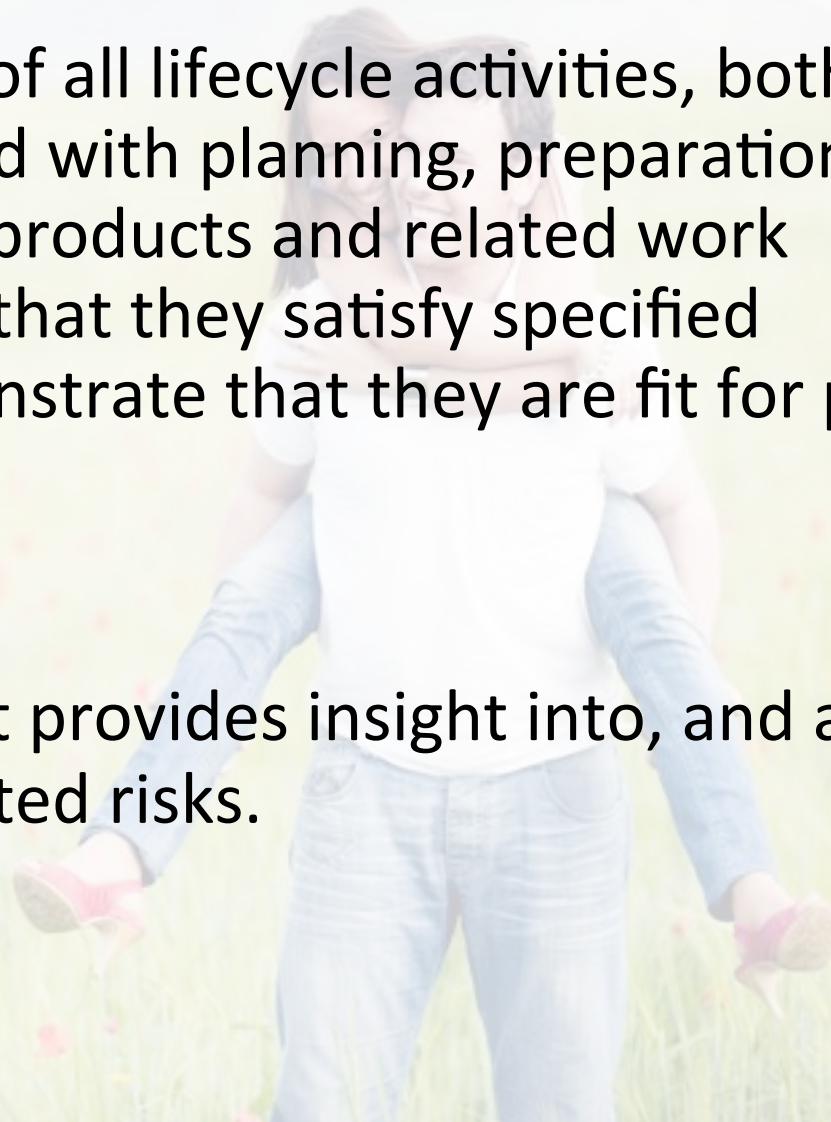 of all lifecycle activities, both
d with planning, preparation
products and related work
that they satisfy specified
nstrate that they are fit for p
t provides insight into, and a
ted risks.